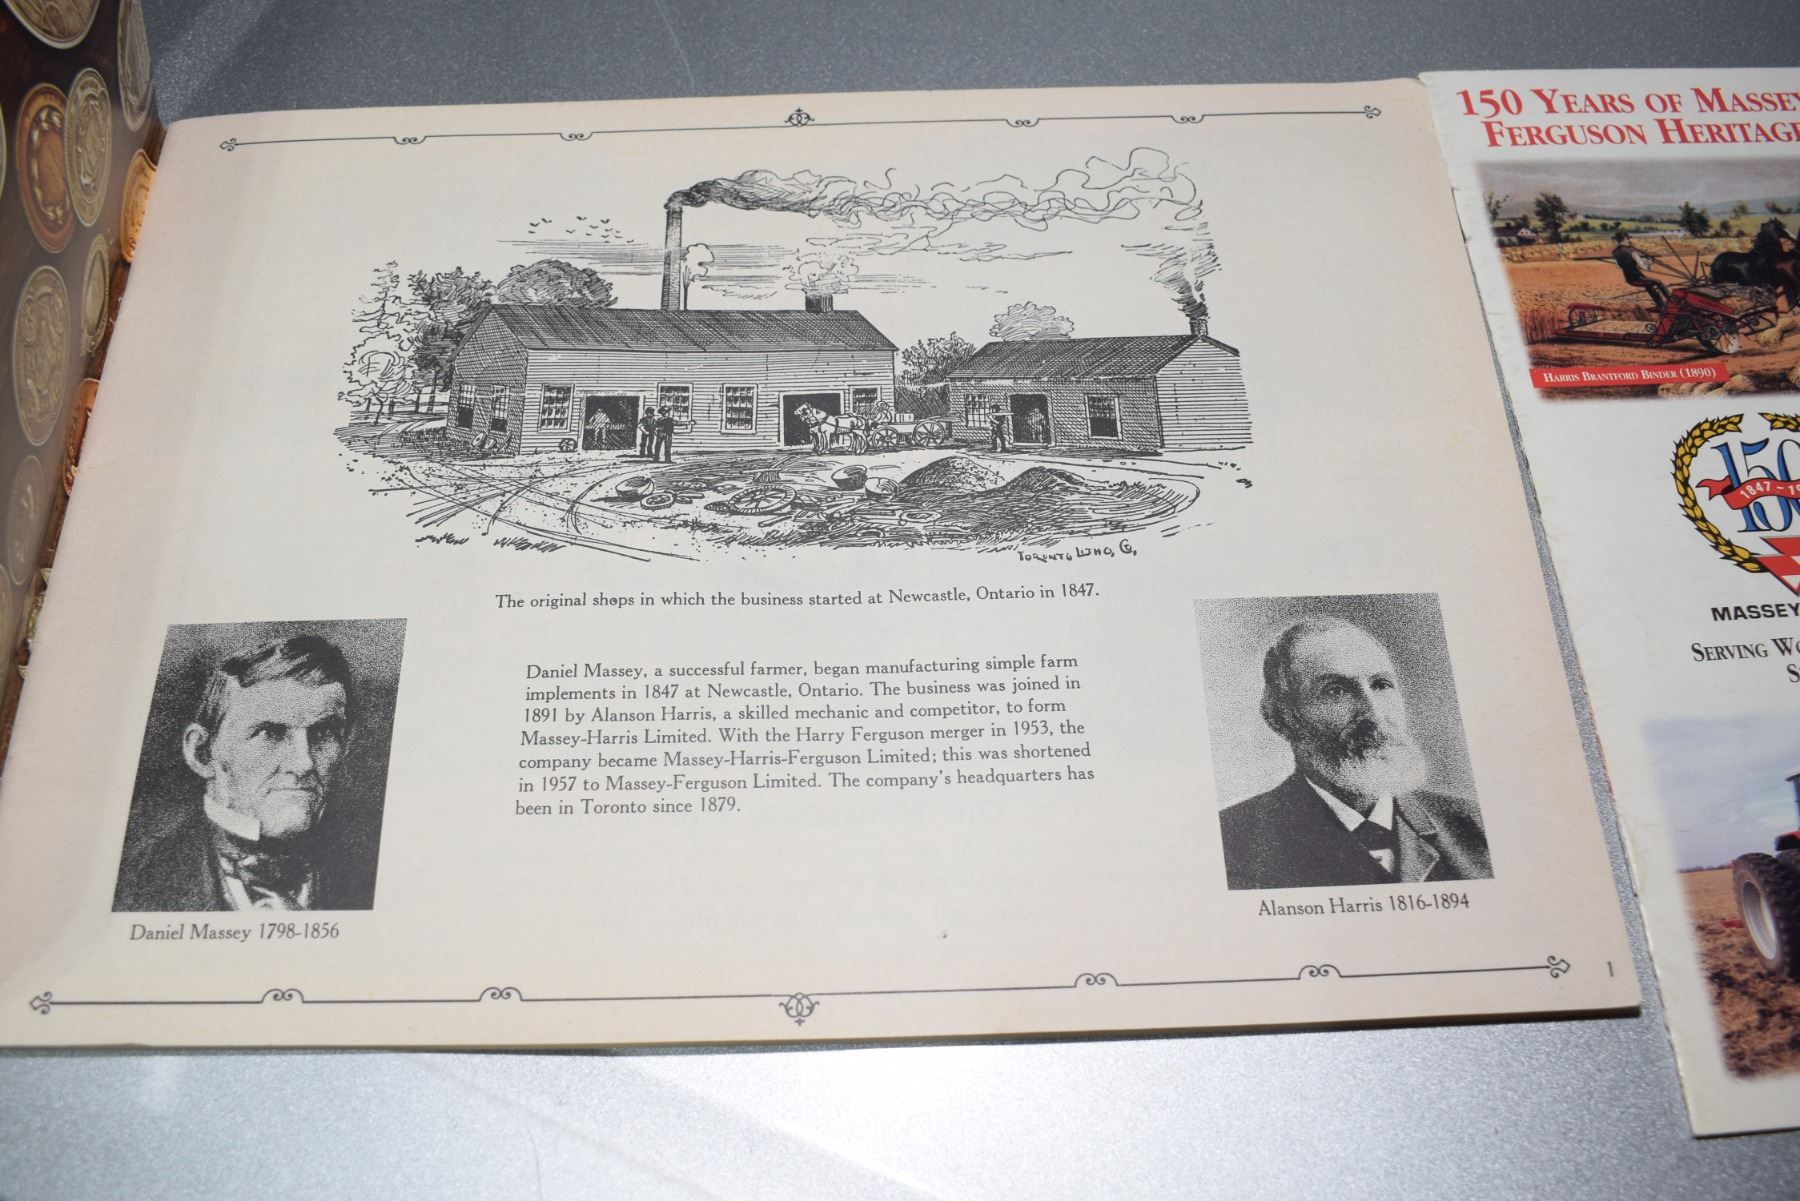 TORONTO LITHO, Co,
The original shops in which the business started at Newcastle, Ontario in 1847.
Daniel Massey, a successful farmer, began manufacturing simple farm
implements in 1847 at Newcastle, Ontario. The business was joined in
1891 by Alanson Harris, a skilled mechanic and competitor, to form
Massey-Harris Limited. With the Harry Ferguson merger in 1953, the
company became Massey-Harris-Ferguson Limited; this was shortened
in 1957 to Massey-Ferguson Limited. The company's headquarters has
been in Toronto since 1879.
Daniel Massey 1798-1856
Alanson Harris 1816-1894
1
150 YEARS OF MASSEY
FERGUSON HERITAGE
HARRIS BRANTFORD BINDER (1890)
150
1847 - 19
MASSEY
SERVING